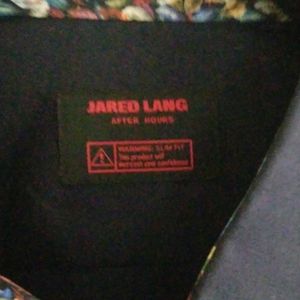 JARED LANG
AFTER HOURS
WARNING: SLIM FIT
This product will
increase your confidence